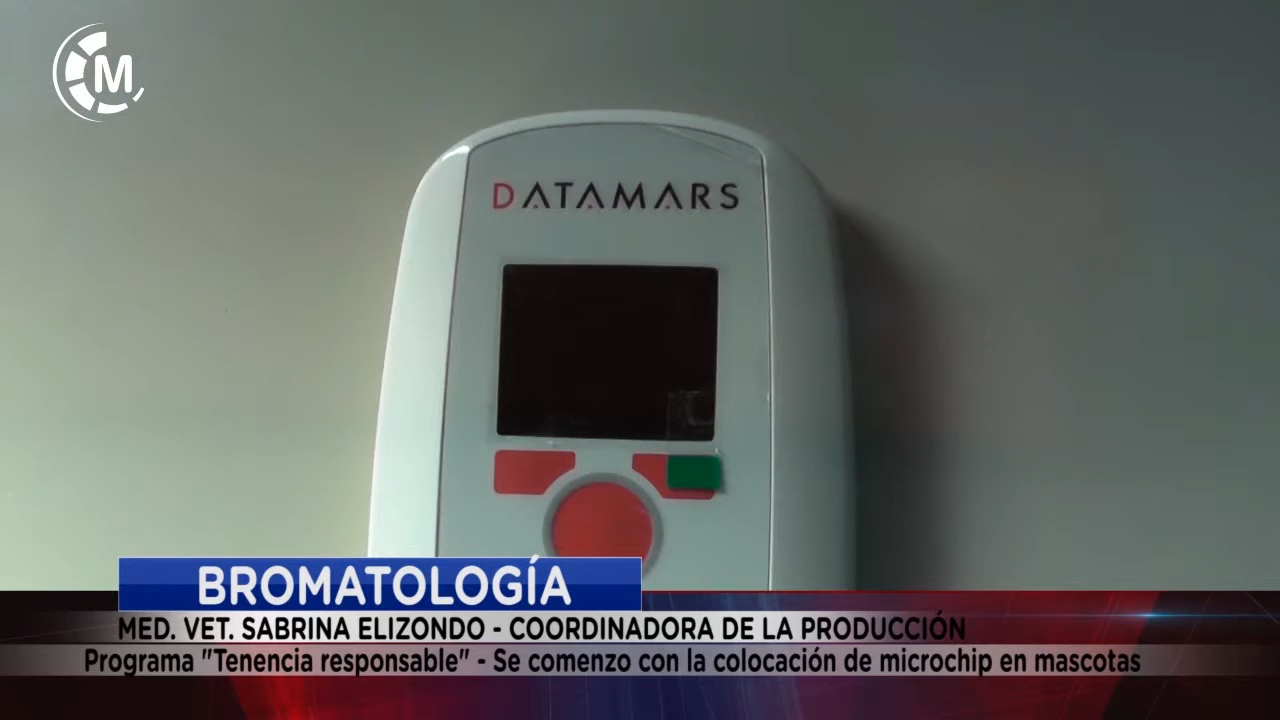 M
DATAMARS
BROMATOLOGÍA
MED. VET. SABRINA ELIZONDO - COORDINADORA DE LA PRODUCCIÓN
Programa "Tenencia responsable" - Se comenzo con la colocación de microchip en mascotas